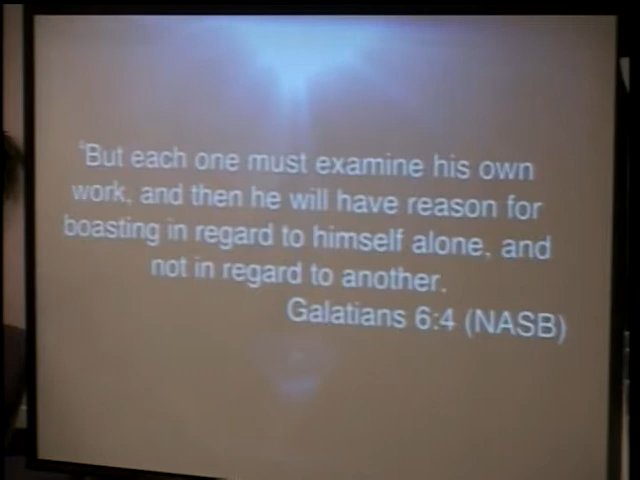 "But each one must examine his own
work, and then he will have reason for
boasting in regard to himself alone, and
not in regard to another.
Galatians 6:4 (NASB)